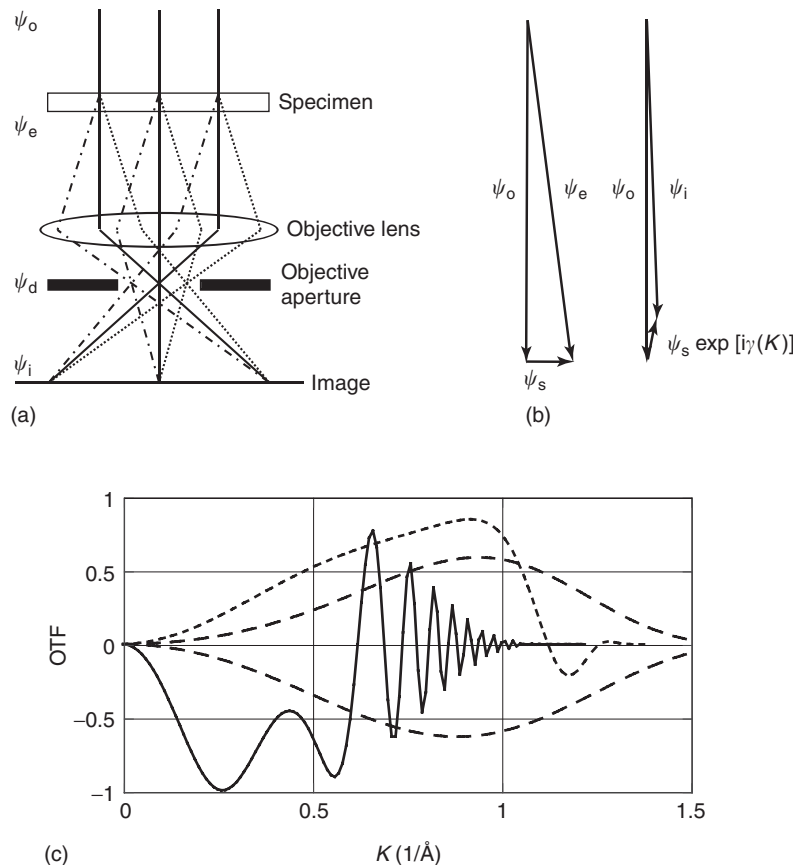 ψo
Specimen
ψe
Objective lens
ψd
Objective
aperture
ψi
Image
(a)
ψo
ψe
ψs
ψo
ψi
ψs exp [iγ(K)]
(b)
1
0.5
0
−0.5
−1
OTF
0
0.5
1
1.5
K (1/Å)
(c)